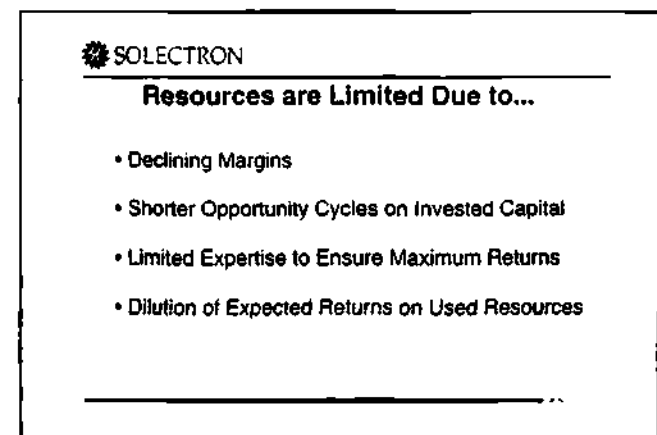 SOLECTRON
Resources are Limited Due to...
• Declining Margins
• Shorter Opportunity Cycles on Invested Capital
• Limited Expertise to Ensure Maximum Returns
• Dilution of Expected Returns on Used Resources